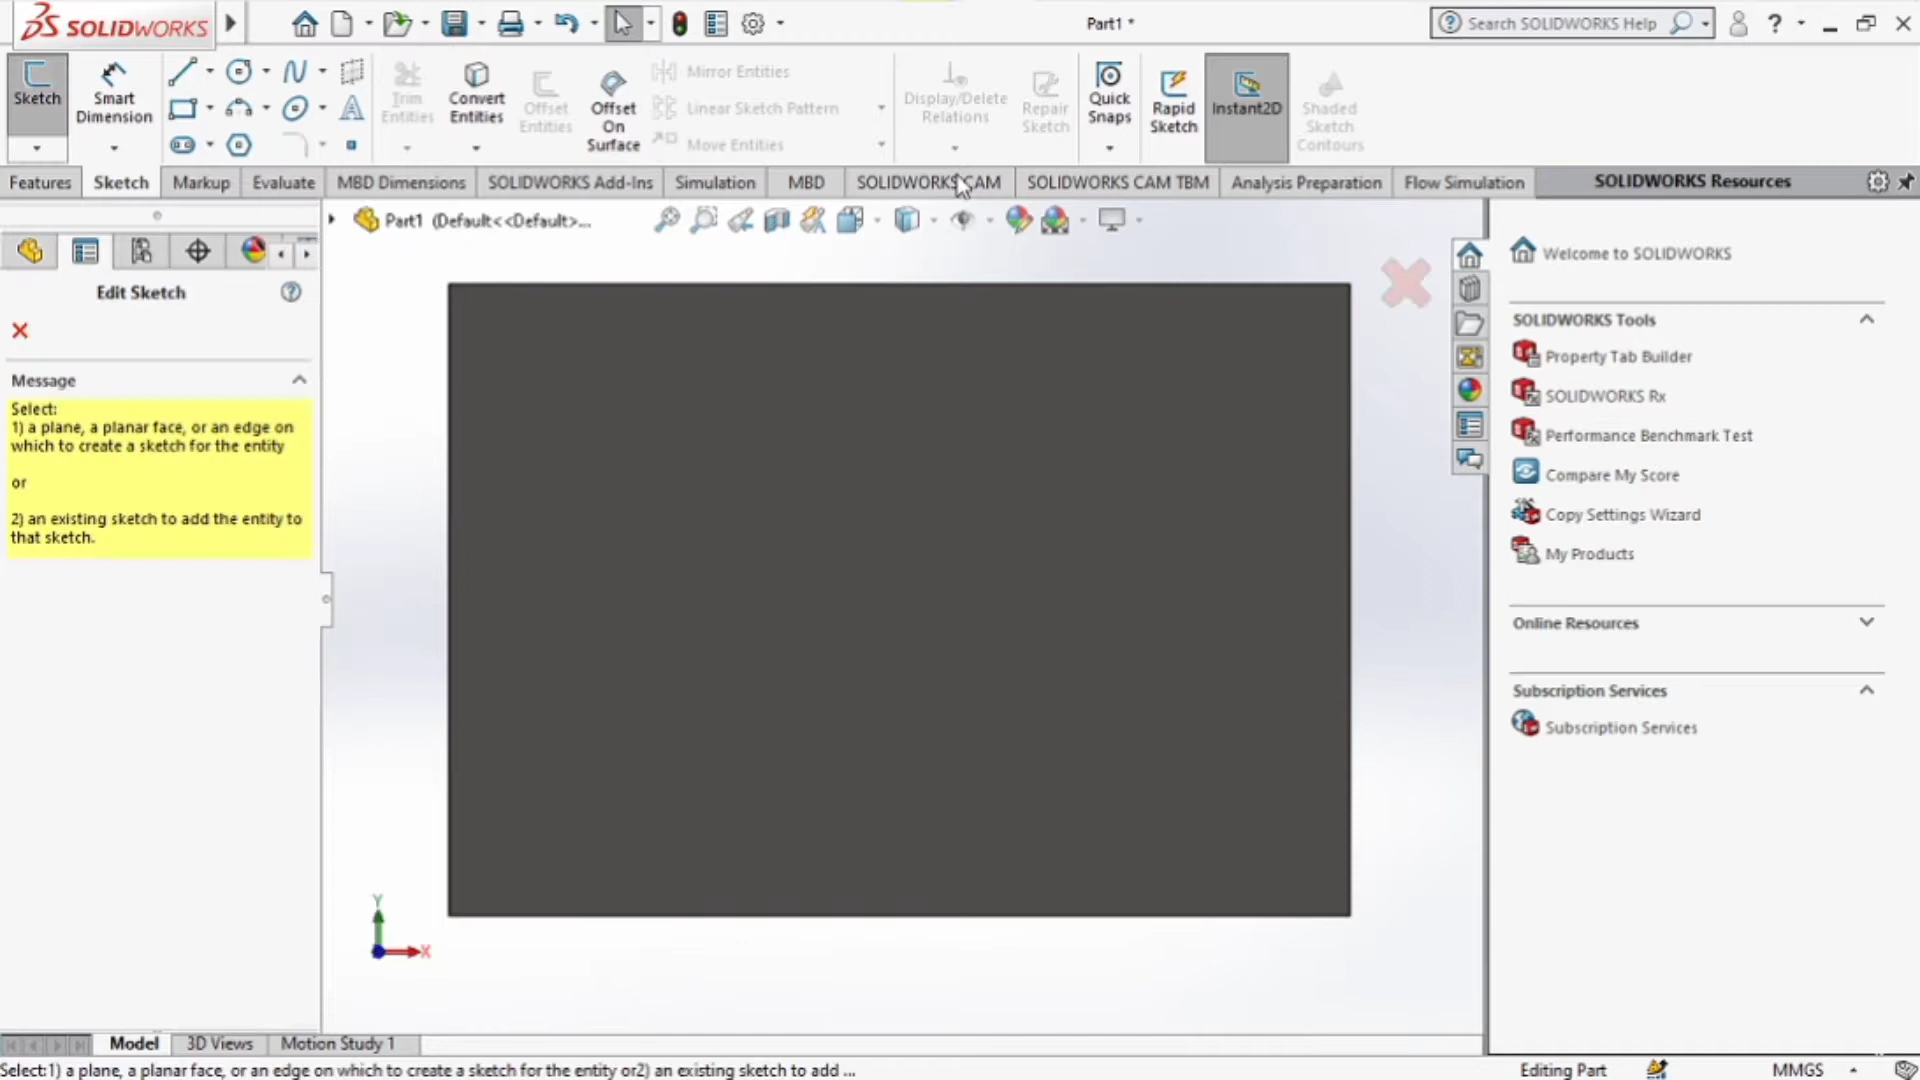 SOLIDWORKS
Part1 *
Search SOLIDWORKS Help
?
Sketch
Smart
Dimension
Trim
Entities
Convert
Entities
Offset
Entities
Offset
On
Surface
Mirror Entities
Linear Sketch Pattern
Move Entities
Display/Delete
Relations
Repair
Sketch
Quick
Snaps
Rapid
Sketch
Instant2D
Shaded
Sketch
Contours
Features
Sketch
Markup
Evaluate
MBD Dimensions
SOLIDWORKS Add-Ins
Simulation
MBD
SOLIDWORKS CAM
SOLIDWORKS CAM TBM
Analysis Preparation
Flow Simulation
SOLIDWORKS Resources
Part1 (Default<<Default>...
Edit Sketch
Message
Select:
1) a plane, a planar face, or an edge on
which to create a sketch for the entity
or
2) an existing sketch to add the entity to
that sketch.
Y
X
Welcome to SOLIDWORKS
SOLIDWORKS Tools
Property Tab Builder
SOLIDWORKS Rx
Performance Benchmark Test
Compare My Score
Copy Settings Wizard
My Products
Online Resources
Subscription Services
Subscription Services
Model
3D Views
Motion Study 1
Select:1) a plane, a planar face, or an edge on which to create a sketch for the entity or2) an existing sketch to add ...
Editing Part
MMGS